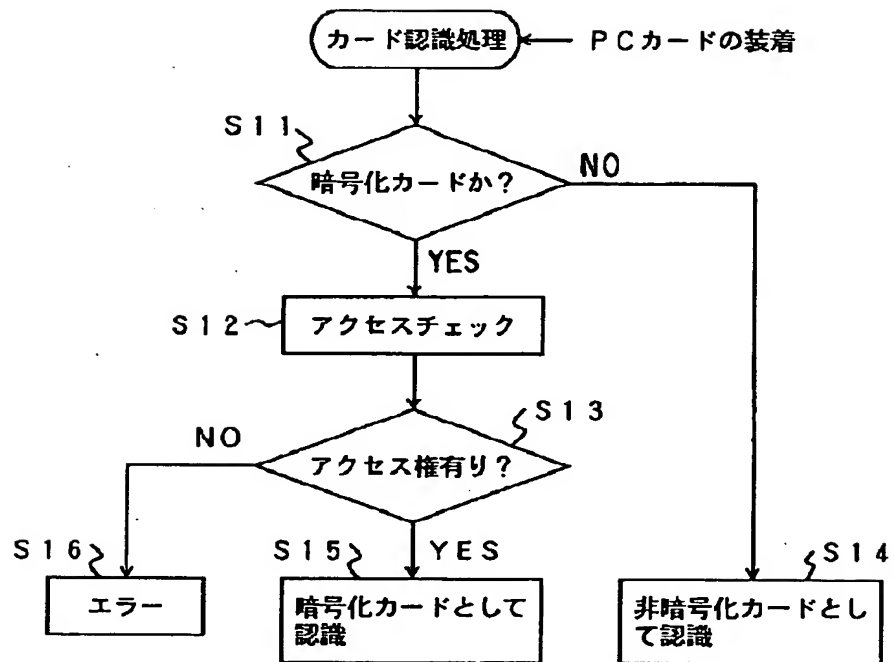 カード認識処理
PCカードの装着
S11
暗号化カードか?
NO
YES
S12
アクセスチェック
S13
NO
アクセス権有り?
S16
S15
YES
S14
エラー
暗号化カードとして
認識
非暗号化カードとし
て認識